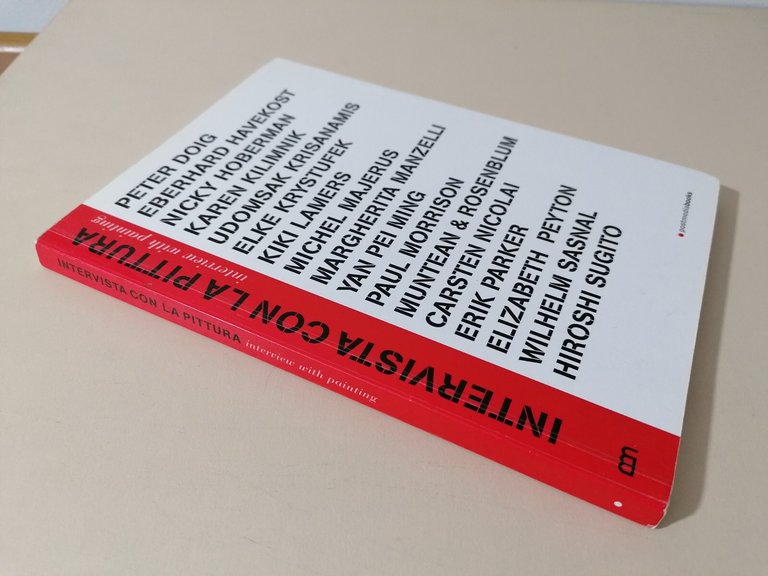 PETER DOIG
EBERHARD HAVEKOST
NICKY HOBERMAN
KAREN KILIMNIK
UDOMSAK KRISANAMIS
ELKE KRYSTUFEK
KIKI LAMERS
MICHEL MAJERUS
MARGHERITA MANZELLI
YAN PEI MING
PAUL MORRISON
MUNTEAN & ROSENBLUM
CARSTEN NICOLAI
ERIK PARKER
ELIZABETH PEYTON
WILHELM SASNAL
HIROSHI SUGITO
postmediabooks
INTERVISTA CON LA PITTURA
interview with painting
INTERVISTA CON LA PITTURA interview with painting